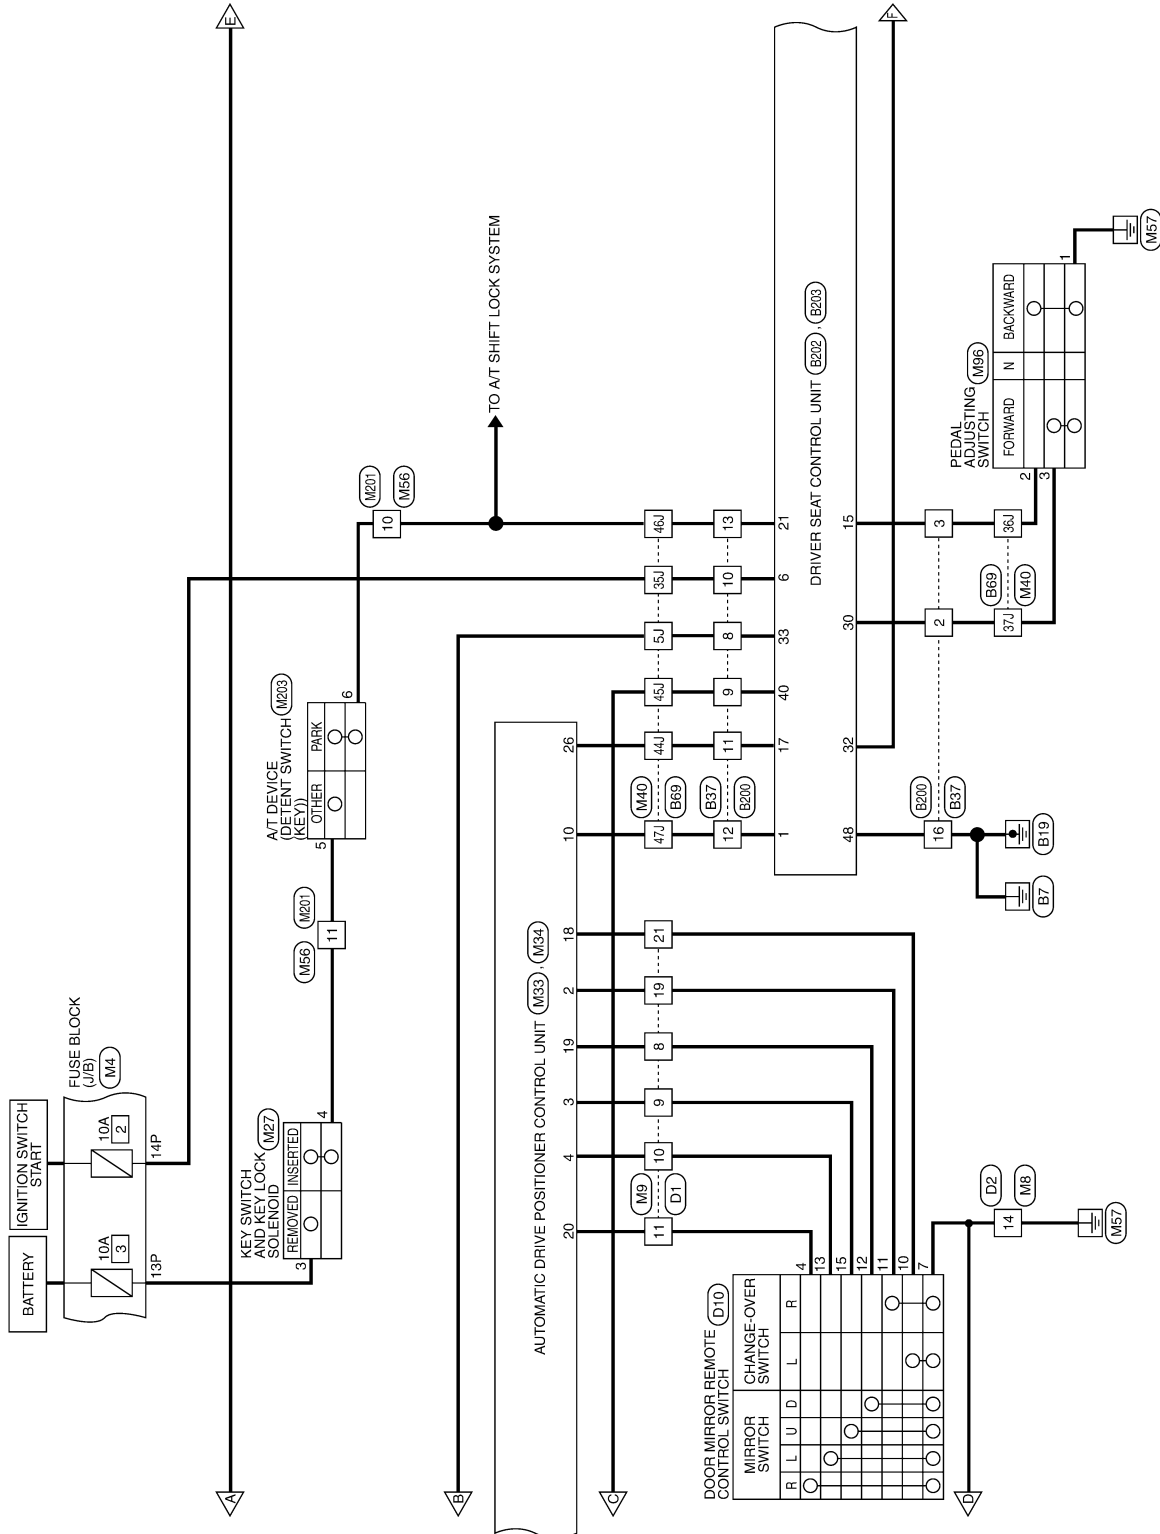 BATTERY
IGNITION SWITCH
START
10A
3
10A
2
FUSE BLOCK
(J/B)
M4
13P
14P
A
E
KEY SWITCH
AND KEY LOCK
SOLENOID
M27
REMOVED
INSERTED
3
4
M56
M201
11
A/T DEVICE
(DETENT SWITCH
(KEY))
M203
OTHER
PARK
5
6
M201
M56
10
TO A/T SHIFT LOCK SYSTEM
B
AUTOMATIC DRIVE POSITIONER CONTROL UNIT
M33
,
M34
20
4
3
19
2
18
10
26
C
M9
D1
11
10
9
8
19
21
M40
B69
47J
44J
45J
5J
35J
46J
B37
B200
12
11
9
8
10
13
1
17
40
33
6
21
DRIVER SEAT CONTROL UNIT
B202
,
B203
48
32
30
15
F
DOOR MIRROR REMOTE
CONTROL SWITCH
D10
MIRROR
SWITCH
CHANGE-OVER
SWITCH
R
L
U
D
L
R
4
13
15
12
11
10
7
D
D2
M8
14
M57
B200
B37
16
2
3
B7
B19
B69
M40
37J
36J
PEDAL
ADJUSTING
SWITCH
M96
FORWARD
N
BACKWARD
2
3
1
M57